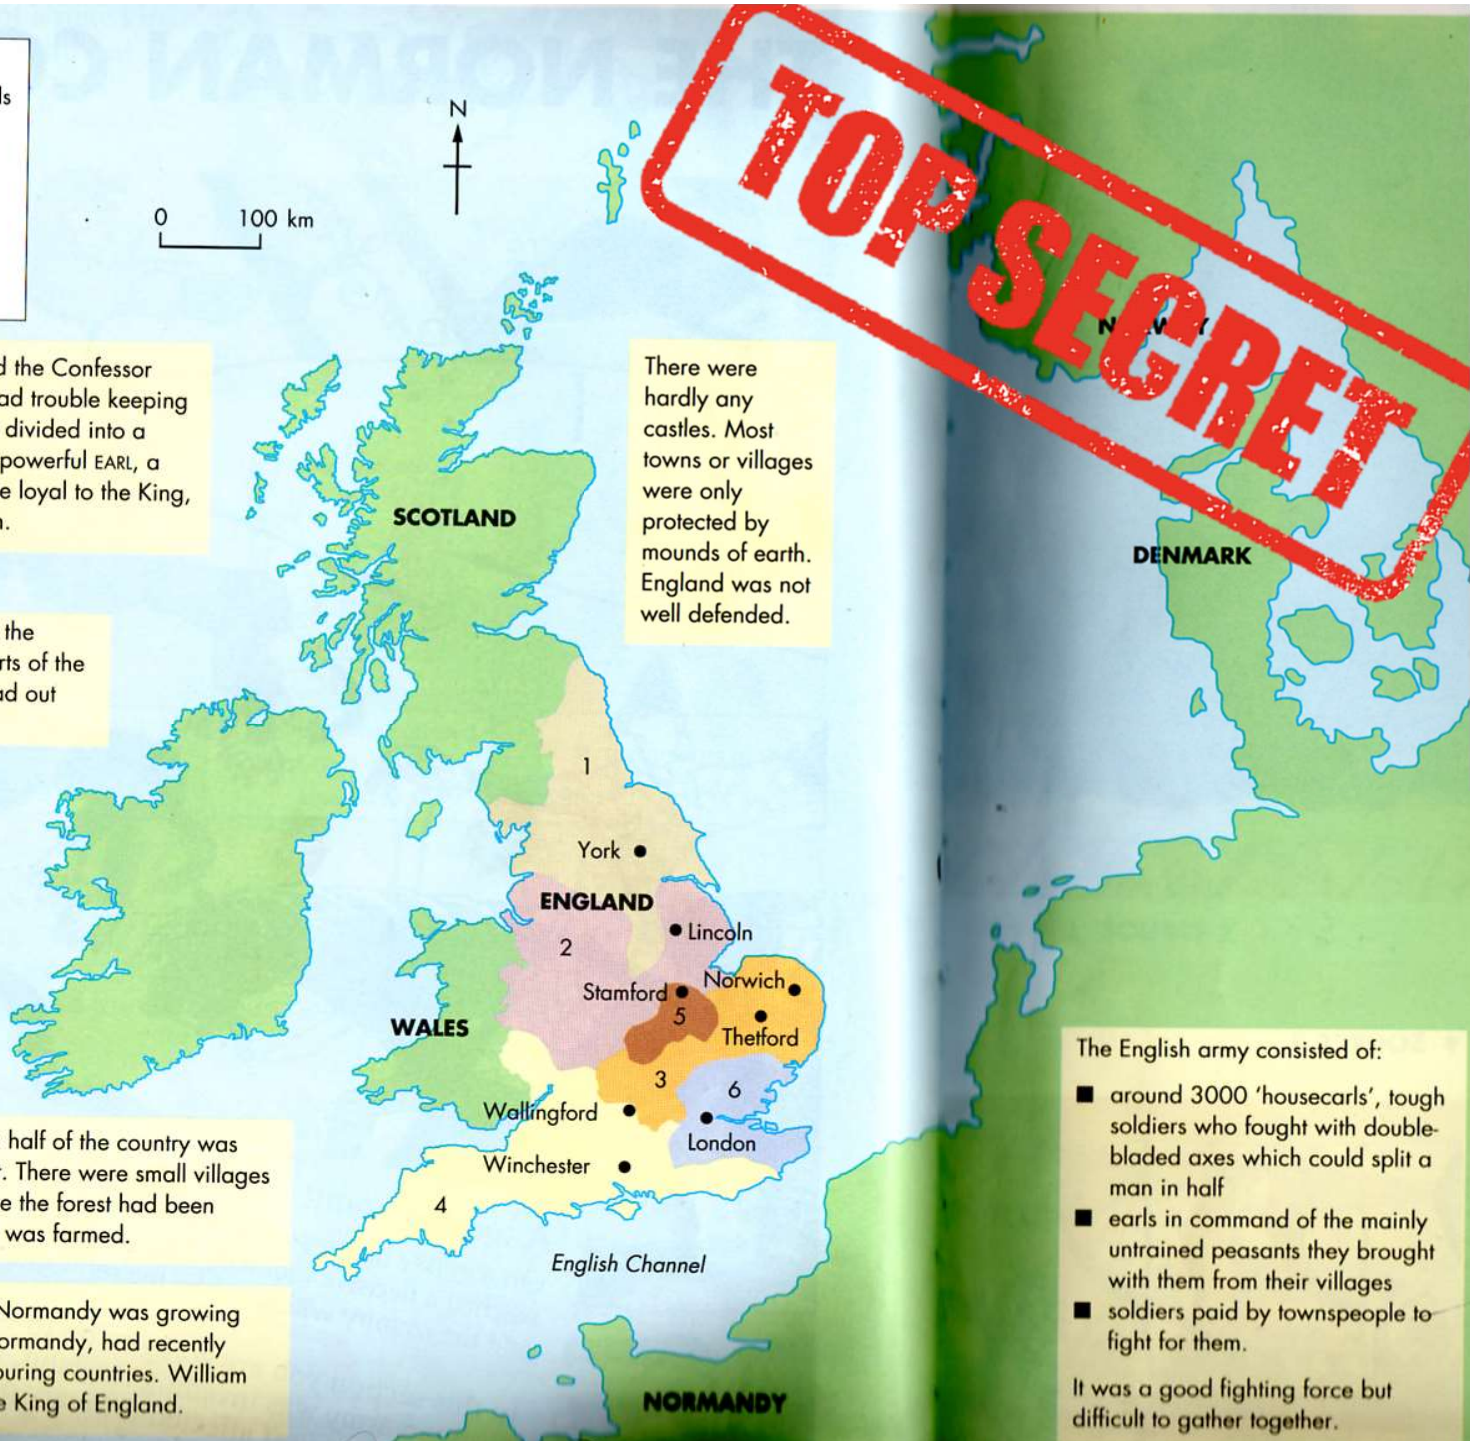 THE NORMAN CO
N
0 100 km
TOP SECRET
d the Confessor
ad trouble keeping
divided into a
powerful EARL, a
e loyal to the King,
There were
hardly any
castles. Most
towns or villages
were only
protected by
mounds of earth.
England was not
well defended.
SCOTLAND
DENMARK
the
rts of the
ad out
1
York
ENGLAND
2
Lincoln
Stamford
Norwich
5
Thetford
WALES
3
6
Wallingford
London
Winchester
4
English Channel
NORMANDY
half of the country was
. There were small villages
e the forest had been
was farmed.
Normandy was growing
ormandy, had recently
ouring countries. William
e King of England.
The English army consisted of:
■ around 3000 'housecarls', tough
soldiers who fought with double-
bladed axes which could split a
man in half
■ earls in command of the mainly
untrained peasants they brought
with them from their villages
■ soldiers paid by townspeople to
fight for them.
It was a good fighting force but
difficult to gather together.